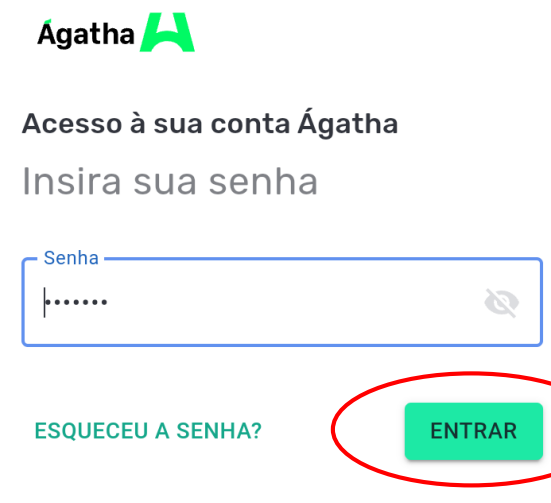 Ágatha
Acesso à sua conta Ágatha
Insira sua senha
Senha
•••••••
ESQUECEU A SENHA?
ENTRAR